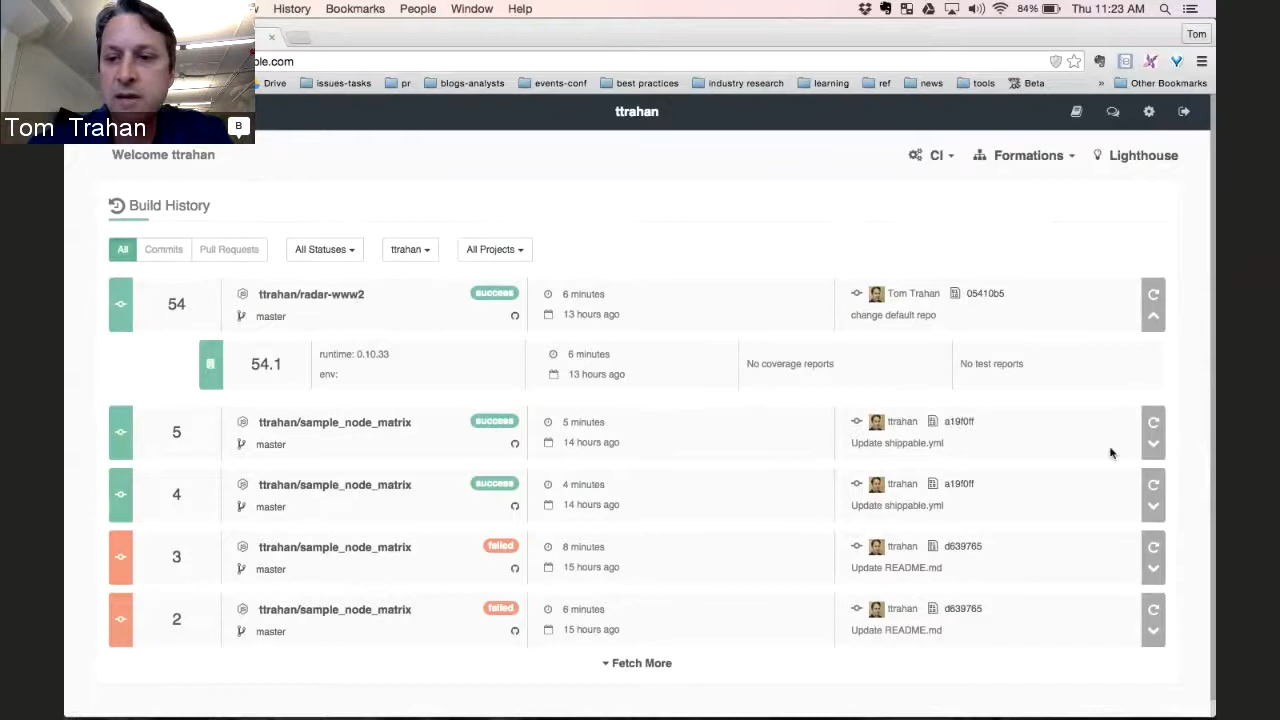 History Bookmarks People Window Help 84% Thu 11:23 AM
Tom
ble.com
Drive issues-tasks pr blogs-analysts events-conf best practices industry research learning ref news tools Beta » Other Bookmarks
Tom Trahan B
ttrahan
Welcome ttrahan CI Formations Lighthouse
Build History
All Commits Pull Requests All Statuses ttrahan All Projects
54 ttrahan/radar-www2 success 6 minutes Tom Trahan 05410b5
master 13 hours ago change default repo
54.1 runtime: 0.10.33 6 minutes No coverage reports No test reports
env: 13 hours ago
5 ttrahan/sample_node_matrix success 5 minutes ttrahan a19f0ff
master 14 hours ago Update shippable.yml
4 ttrahan/sample_node_matrix success 4 minutes ttrahan a19f0ff
master 14 hours ago Update shippable.yml
3 ttrahan/sample_node_matrix failed 8 minutes ttrahan d639765
master 15 hours ago Update README.md
2 ttrahan/sample_node_matrix failed 6 minutes ttrahan d639765
master 15 hours ago Update README.md
Fetch More